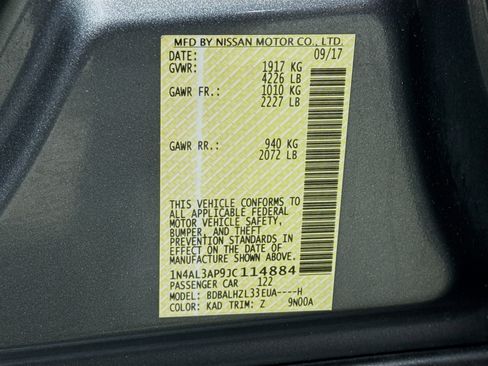 MFD BY NISSAN MOTOR CO., LTD.
DATE: 09/17
GVWR: 1917 KG
4226 LB
GAWR FR.: 1010 KG
2227 LB
GAWR RR.: 940 KG
2072 LB
THIS VEHICLE CONFORMS TO
ALL APPLICABLE FEDERAL
MOTOR VEHICLE SAFETY,
BUMPER, AND THEFT
PREVENTION STANDARDS IN
EFFECT ON THE DATE OF
MANUFACTURE SHOWN ABOVE.
1N4AL3AP9JC114884
PASSENGER CAR 122
MODEL: BDBALHZL33EUA----H
COLOR: KAD TRIM: Z 9N00A